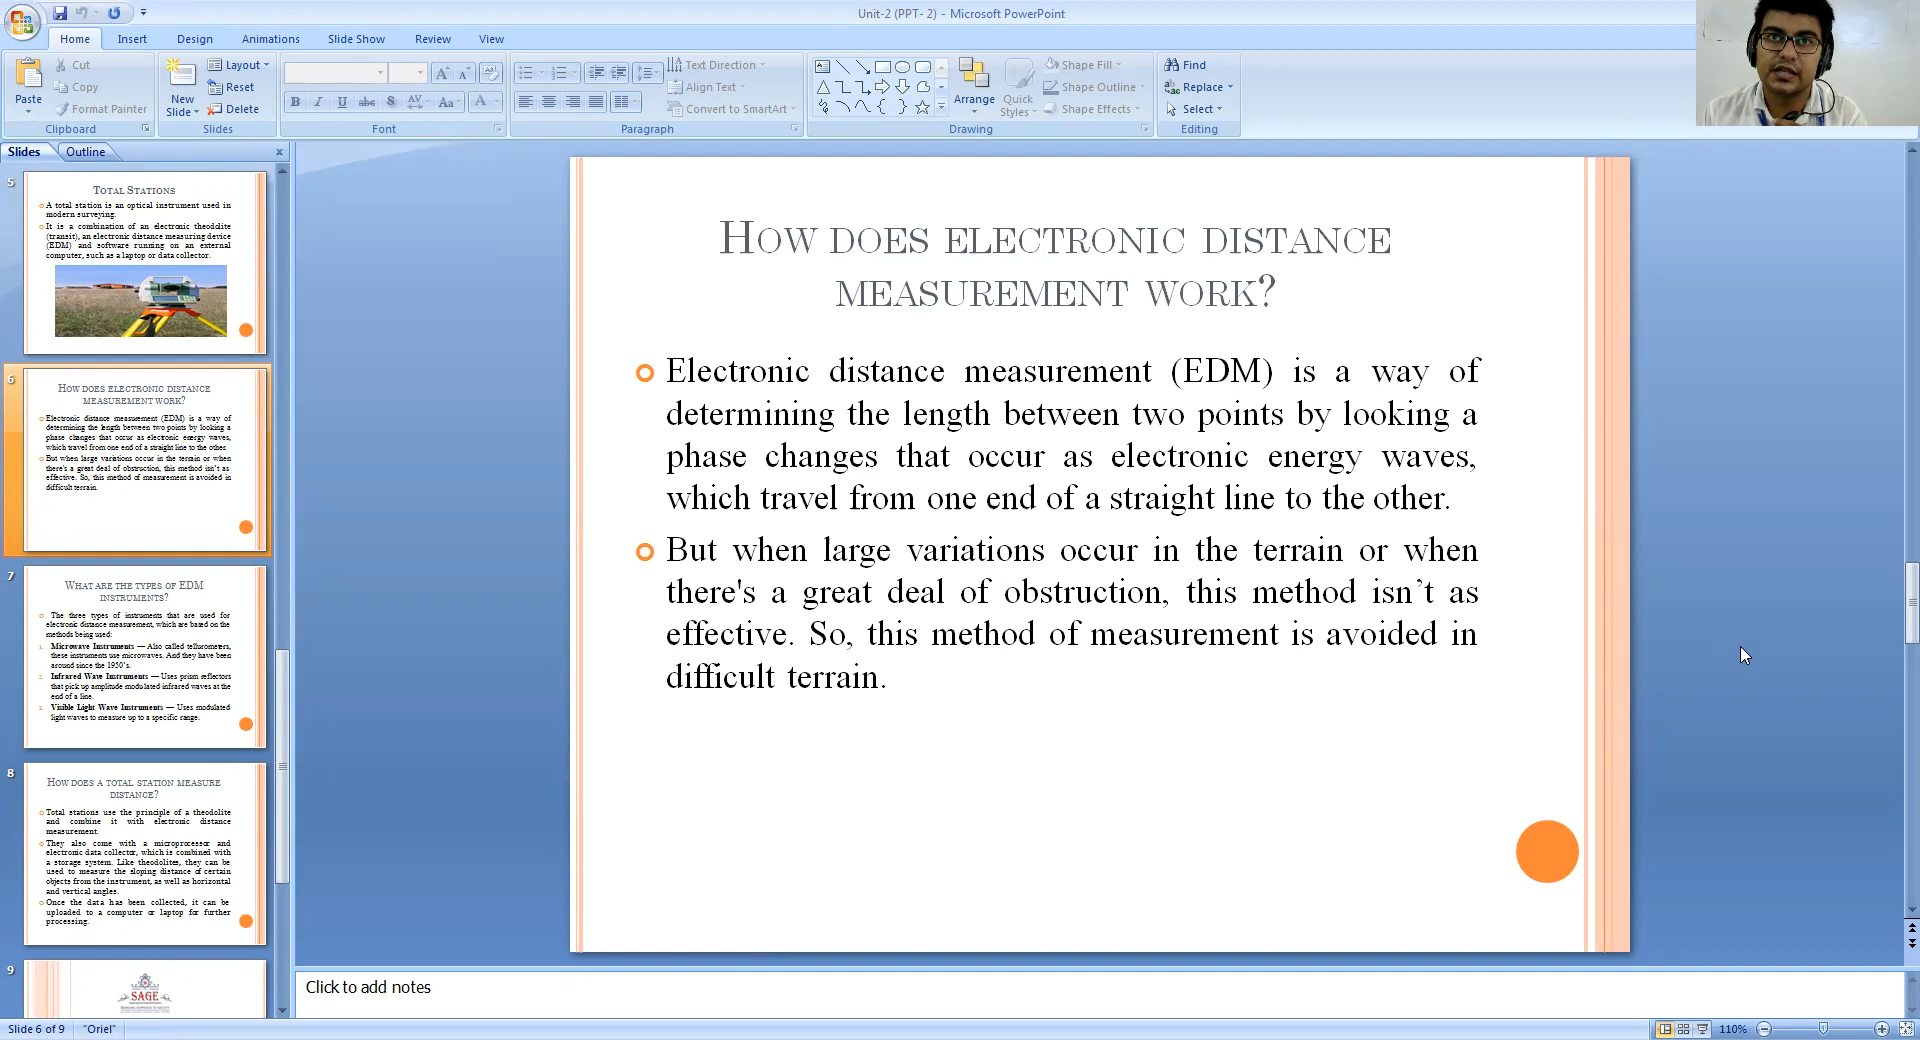 Unit-2 (PPT- 2) - Microsoft PowerPoint
Home Insert Design Animations Slide Show Review View
Paste
Cut
Copy
Format Painter
Clipboard
New Slide
Layout
Reset
Delete
Slides
Font
Text Direction
Align Text
Convert to SmartArt
Paragraph
Arrange
Quick Styles
Shape Fill
Shape Outline
Shape Effects
Drawing
Find
Replace
Select
Editing
Slides Outline
5
TOTAL STATIONS
A total station is an optical instrument used in
modern surveying.
It is a combination of an electronic theodolite
(transit), an electronic distance measuring device
(EDM) and software running on an external
computer, such as a laptop or data collector.
6
HOW DOES ELECTRONIC DISTANCE
MEASUREMENT WORK?
Electronic distance measurement (EDM) is a way of
determining the length between two points by looking a
phase changes that occur as electronic energy waves,
which travel from one end of a straight line to the other.
But when large variations occur in the terrain or when
there's a great deal of obstruction, this method isn't as
effective. So, this method of measurement is avoided in
difficult terrain.
7
WHAT ARE THE TYPES OF EDM
INSTRUMENTS?
The three types of instruments that are used for
electronic distance measurement, which are based on the
methods being used:
1. Microwave Instruments — Also called tellurometers,
these instruments use microwaves. And they have been
around since the 1950's.
2. Infrared Wave Instruments — Uses prism reflectors
that pick up amplitude modulated infrared waves at the
end of a line.
3. Visible Light Wave Instruments — Uses modulated
light waves to measure up to a specific range.
8
HOW DOES A TOTAL STATION MEASURE
DISTANCE?
Total stations use the principle of a theodolite
and combine it with electronic distance
measurement.
They also come with a microprocessor and
electronic data collector, which is combined with
a storage system. Like theodolites, they can be
used to measure the sloping distance of certain
objects from the instrument, as well as horizontal
and vertical angles.
Once the data has been collected, it can be
uploaded to a computer or laptop for further
processing.
9
SAGE
HOW DOES ELECTRONIC DISTANCE
MEASUREMENT WORK?
Electronic distance measurement (EDM) is a way of
determining the length between two points by looking a
phase changes that occur as electronic energy waves,
which travel from one end of a straight line to the other.
But when large variations occur in the terrain or when
there's a great deal of obstruction, this method isn’t as
effective. So, this method of measurement is avoided in
difficult terrain.
Click to add notes
Slide 6 of 9 "Oriel" 110%